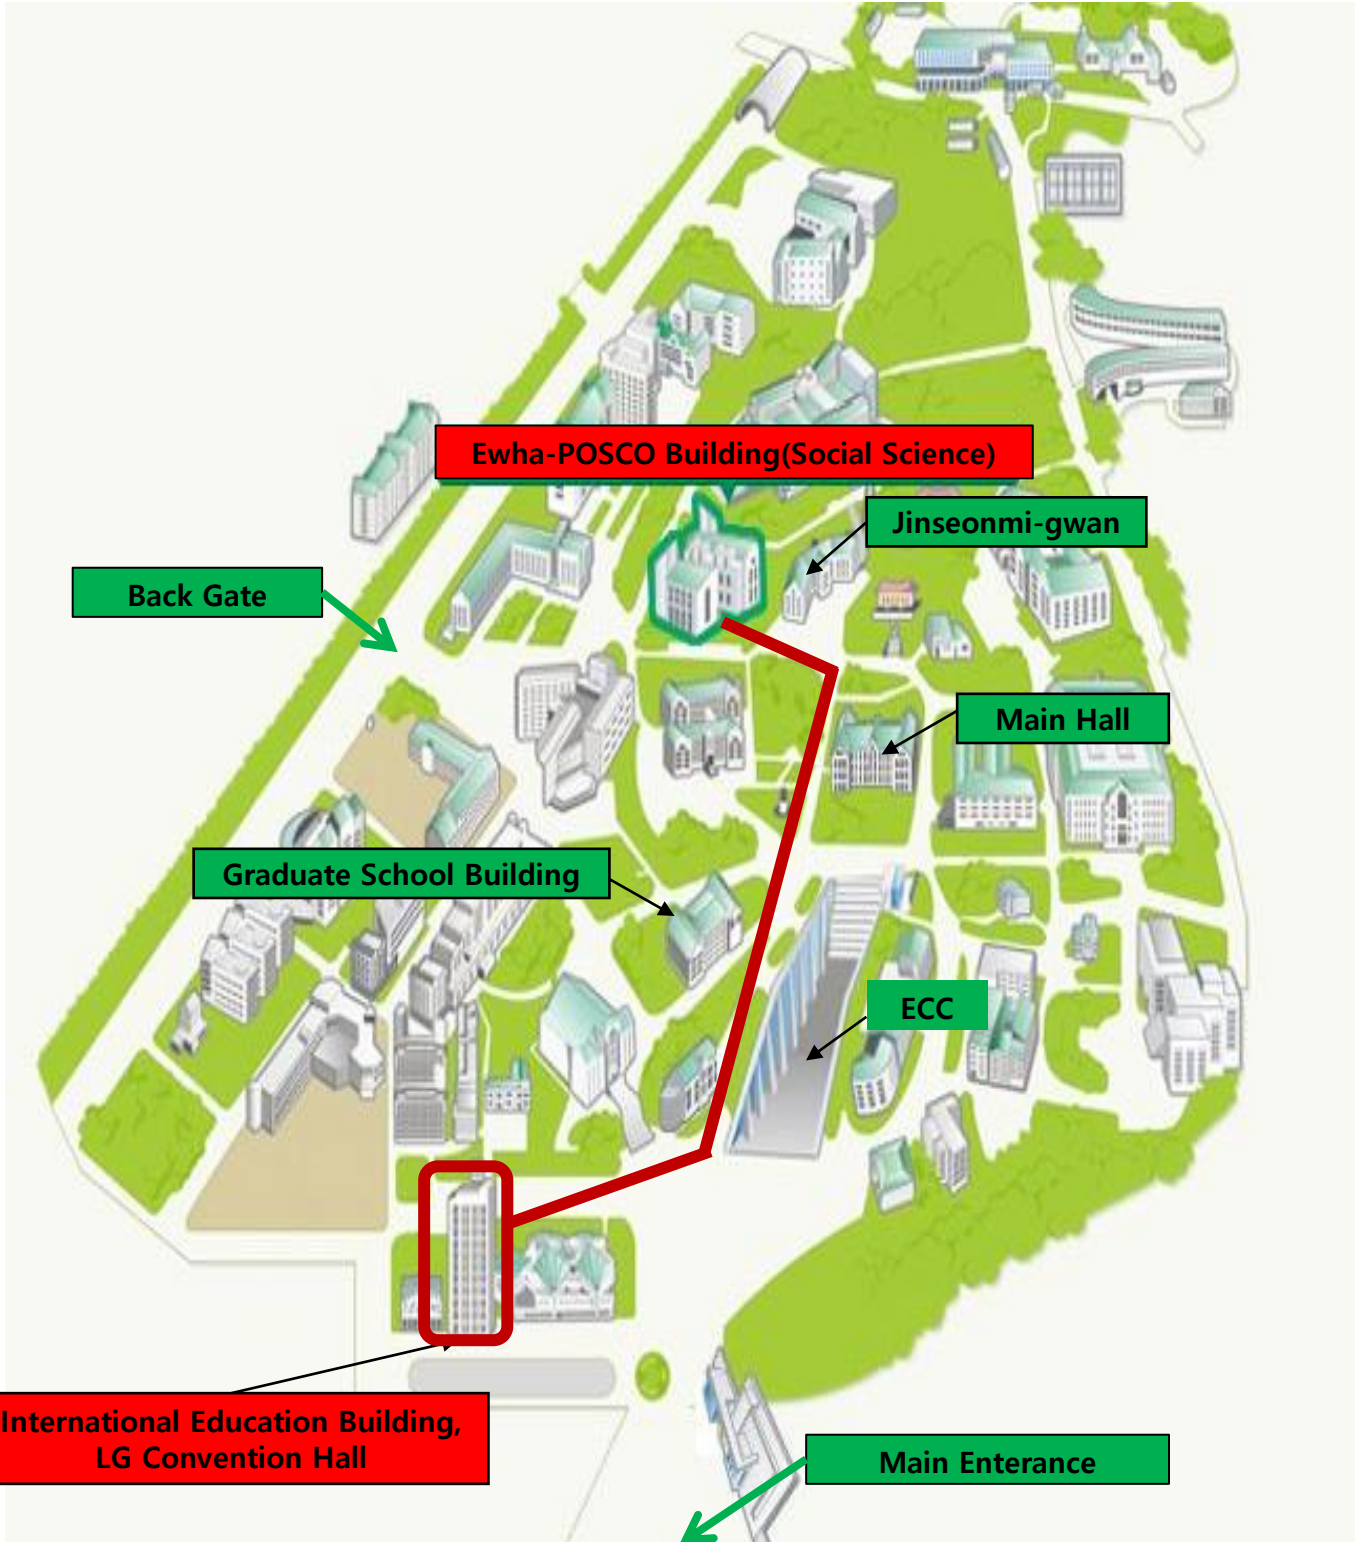 Ewha-POSCO Building(Social Science)
Jinseonmi-gwan
Back Gate
Main Hall
Graduate School Building
ECC
International Education Building,
LG Convention Hall
Main Enterance